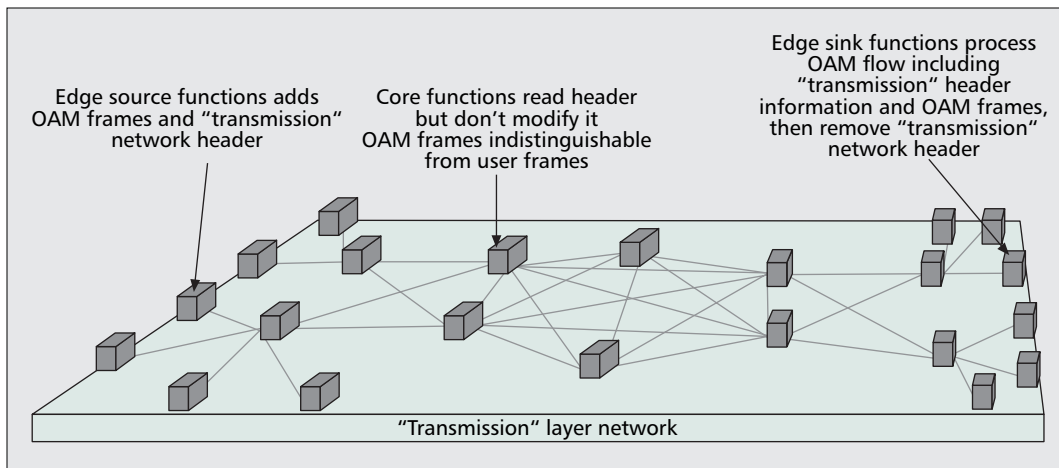 Edge source functions adds
OAM frames and “transmission“
network header
Core functions read header
but don’t modify it
OAM frames indistinguishable
from user frames
Edge sink functions process
OAM flow including
“transmission“ header
information and OAM frames,
then remove “transmission“
network header
“Transmission“ layer network